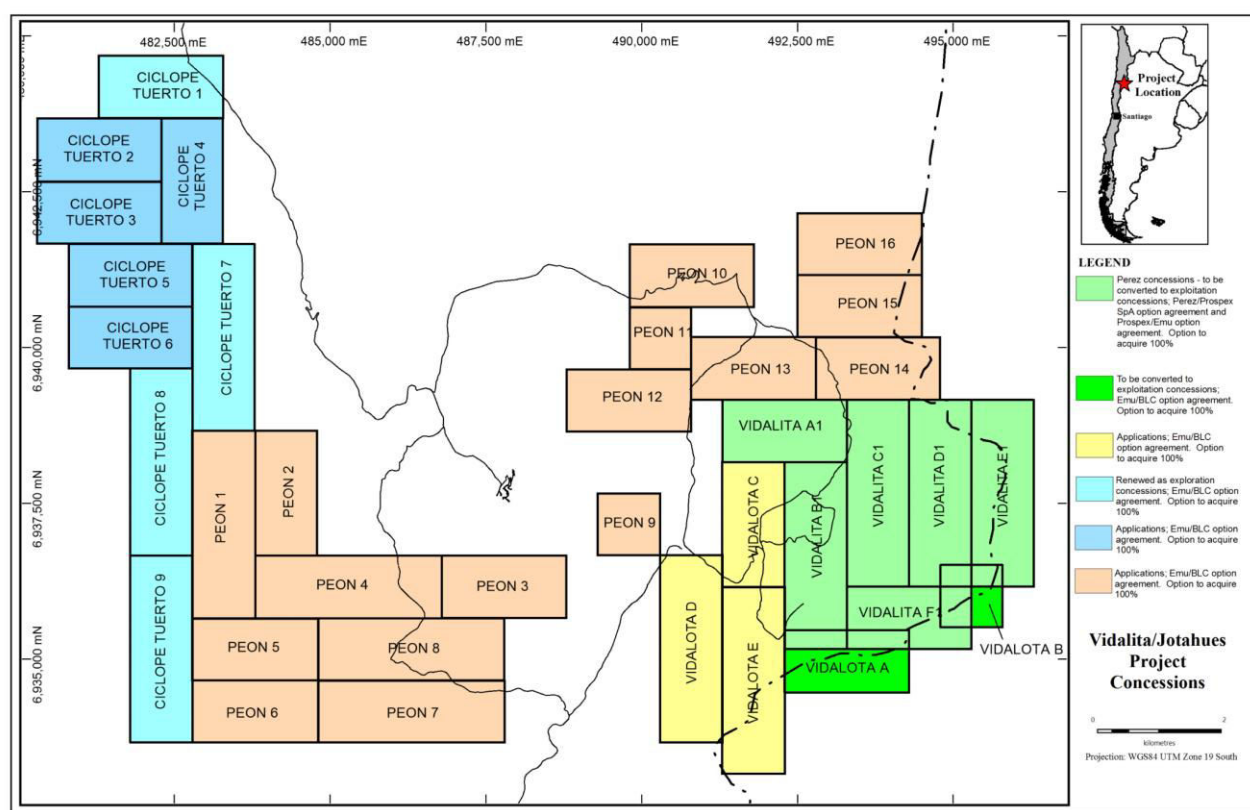 482,500 mE
485,000 mE
487,500 mE
490,000 mE
492,500 mE
495,000 mE
6,942,500 mN
6,940,000 mN
6,937,500 mN
6,935,000 mN
CICLOPE
TUERTO 1
CICLOPE
TUERTO 2
CICLOPE
TUERTO 3
CICLOPE
TUERTO 4
CICLOPE
TUERTO 5
CICLOPE
TUERTO 6
CICLOPE TUERTO 7
CICLOPE TUERTO 8
CICLOPE TUERTO 9
PEON 1
PEON 2
PEON 4
PEON 3
PEON 5
PEON 8
PEON 6
PEON 7
PEON 16
PEON 10
PEON 15
PEON 11
PEON 13
PEON 14
PEON 12
PEON 9
VIDALITA A1
VIDALOTA C
VIDALITA B1
VIDALITA C1
VIDALITA D1
VIDALITA E1
VIDALOTA D
VIDALOTA E
VIDALITA F1
VIDALOTA A
VIDALOTA B
Project
Location
Santiago
LEGEND
Perez concessions - to be
converted to exploitation
concessions; Perez/Prospex
SpA option agreement and
Prospex/Emu option
agreement. Option to
acquire 100%
To be converted to
exploitation concessions;
Emu/BLC option agreement.
Option to acquire 100%
Applications; Emu/BLC
option agreement. Option
to acquire 100%
Renewed as exploration
concessions; Emu/BLC option
agreement. Option to acquire
100%
Applications; Emu/BLC option
agreement. Option to acquire
100%
Applications; Emu/BLC option
agreement. Option to acquire
100%
Vidalita/Jotahues
Project
Concessions
0 2
kilometres
Projection: WGS84 UTM Zone 19 South